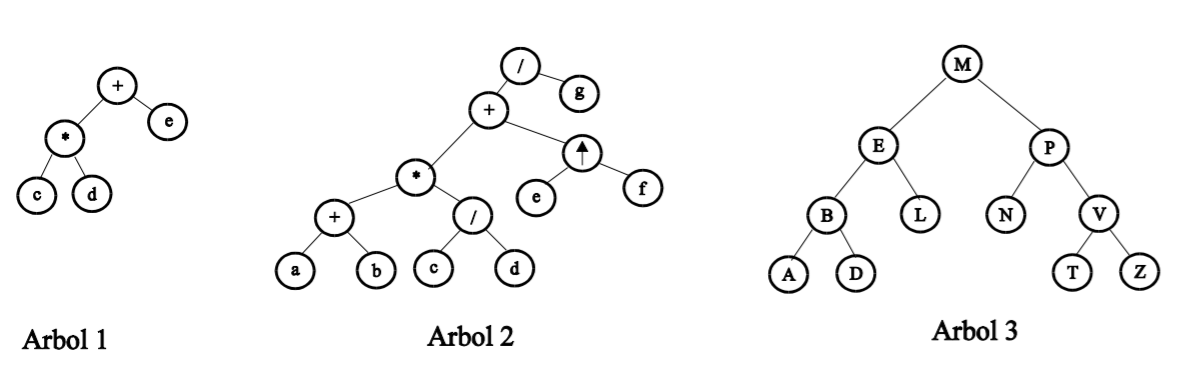 +
*
e
c
d
Arbol 1
/
g
+
*
↑
e
f
+
/
a
b
c
d
Arbol 2
M
E
P
B
L
N
V
A
D
T
Z
Arbol 3